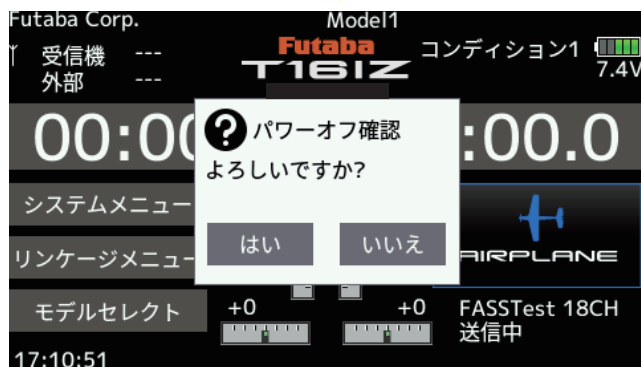 Futaba Corp.
Model1
受信機 ---
外部 ---
Futaba
T16IZ
コンディション1
7.4V
00:00
:00.0
パワーオフ確認
よろしいですか?
はい
いいえ
システムメニュー
リンケージメニュー
モデルセレクト
AIRPLANE
+0
+0
FASSTest 18CH
送信中
17:10:51